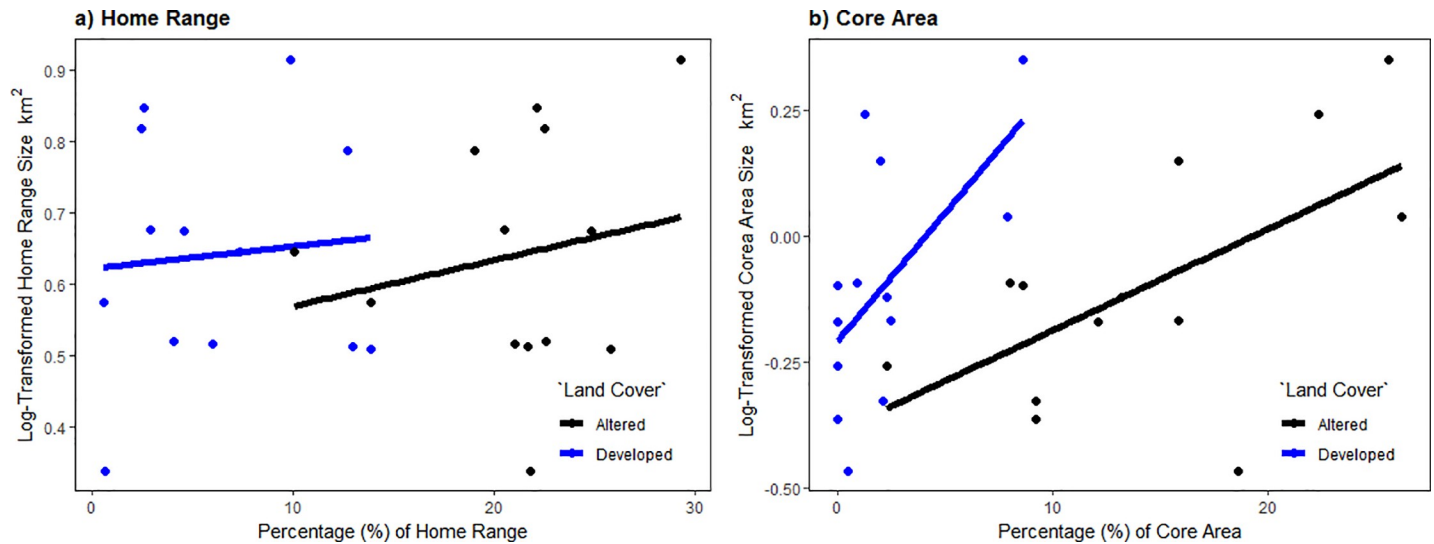 a) Home Range
Log-Transformed Home Range Size km²
0.9
0.8
0.7
0.6
0.5
0.4
0
10
20
30
Percentage (%) of Home Range
`Land Cover`
Altered
Developed
b) Core Area
Log-Transformed Corea Area Size km²
0.25
0.00
-0.25
-0.50
0
10
20
Percentage (%) of Core Area
`Land Cover`
Altered
Developed